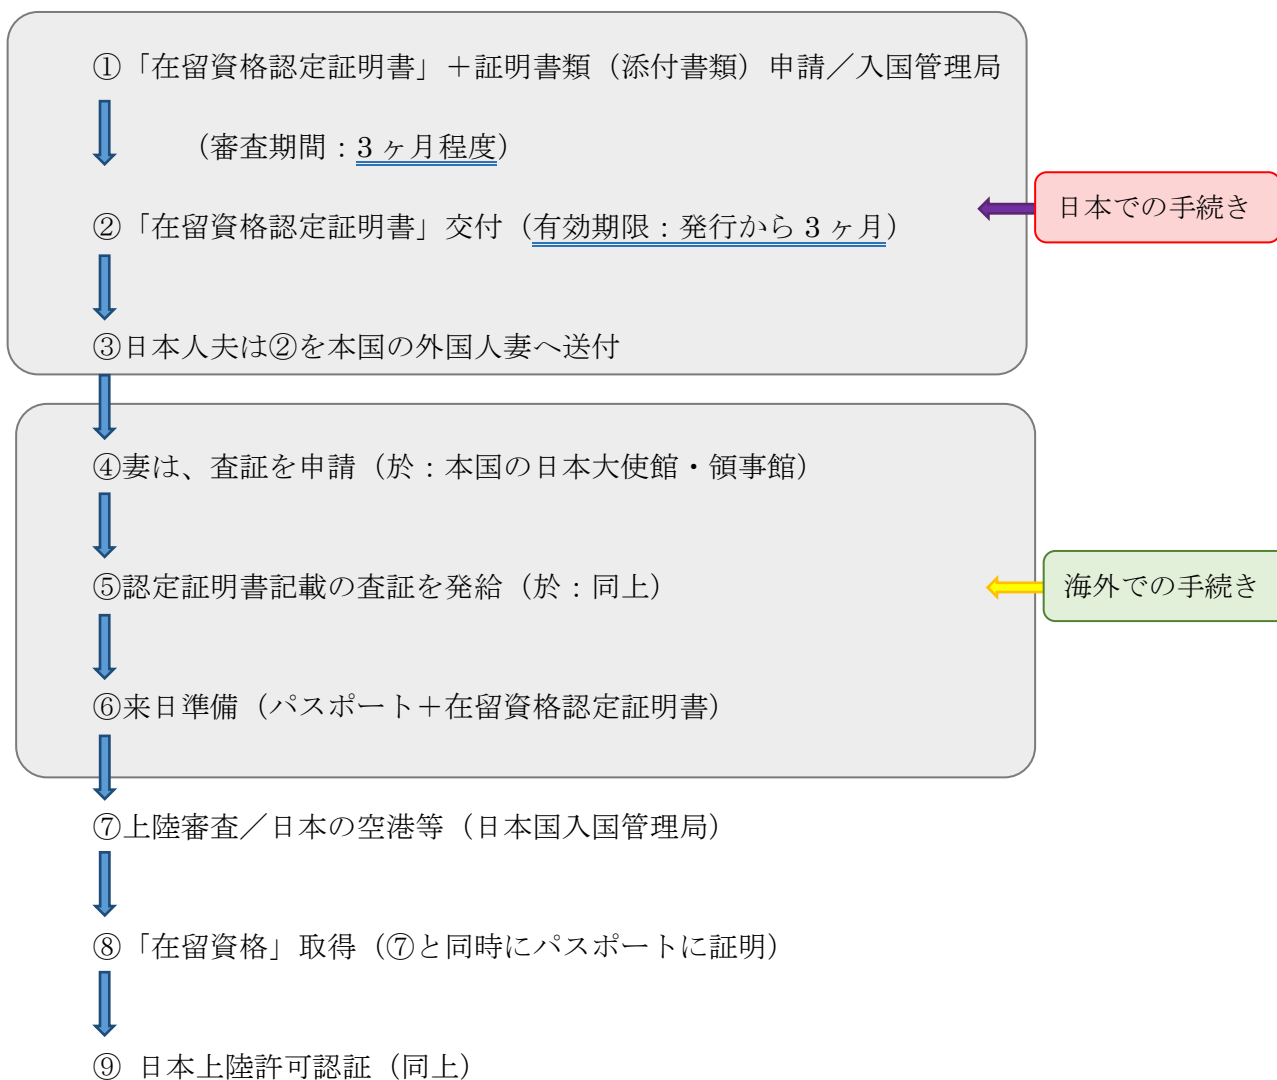 ①「在留資格認定証明書」＋証明書類（添付書類）申請／入国管理局
（審査期間：3 ヶ月程度）
日本での手続き
②「在留資格認定証明書」交付（有効期限：発行から 3 ヶ月）
③日本人夫は②を本国の外国人妻へ送付
④妻は、査証を申請（於：本国の日本大使館・領事館）
⑤認定証明書記載の査証を発給（於：同上）
海外での手続き
⑥来日準備（パスポート＋在留資格認定証明書）
⑦上陸審査／日本の空港等（日本国入国管理局）
⑧「在留資格」取得（⑦と同時にパスポートに証明）
⑨ 日本上陸許可認証（同上）